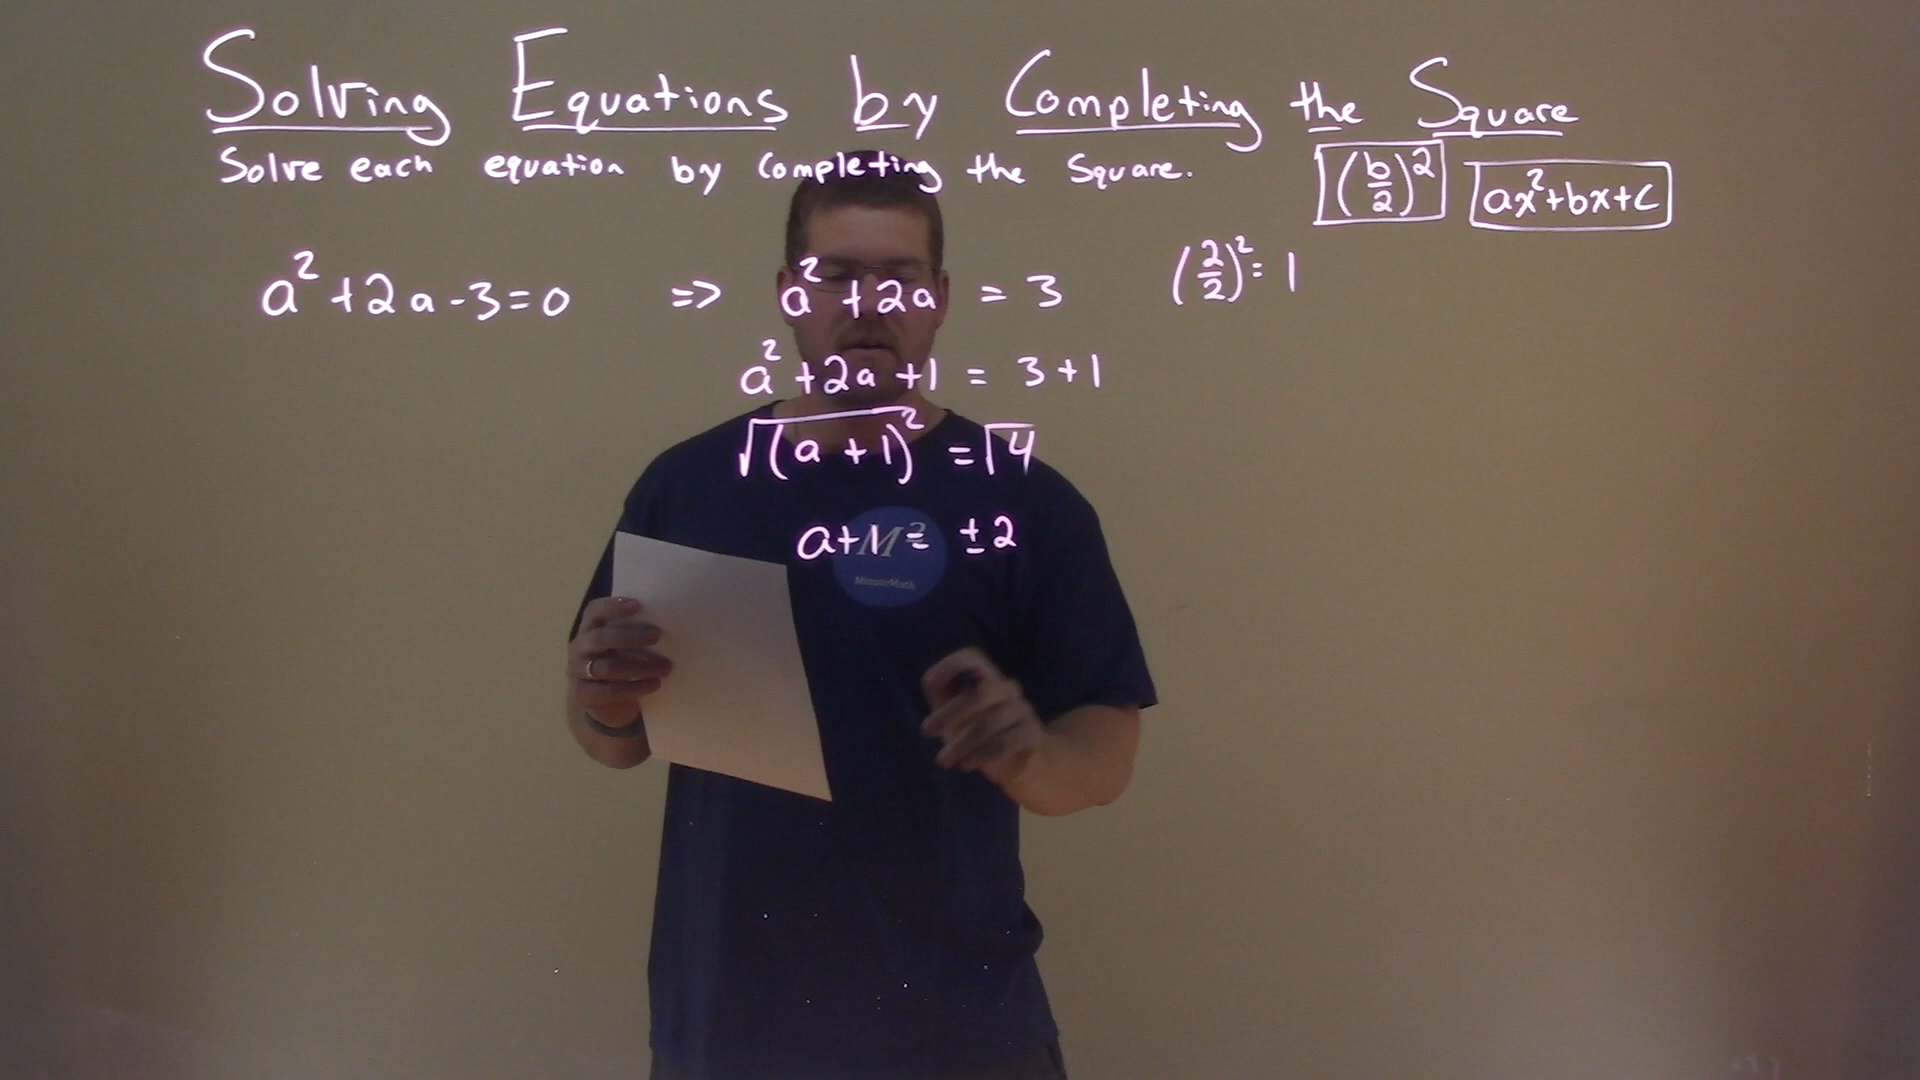 Solving Equations by Completing the Square
Solve each equation by completing the Square.
(b/2)² ax²+bx+c
a²+2a-3=0 => a²+2a = 3 (2/2)²= 1
a²+2a+1 = 3+1
√(a+1)² = √4
a+1 = ±2
M²
MinuteMath